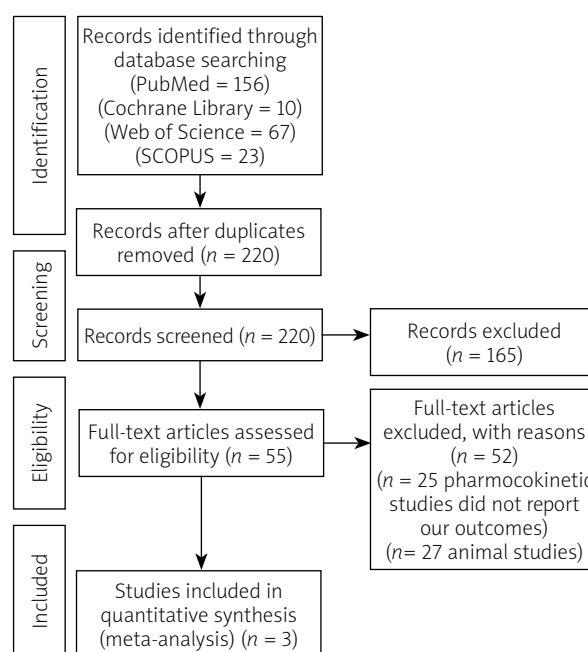 Identification
Records identified through
database searching
(PubMed = 156)
(Cochrane Library = 10)
(Web of Science = 67)
(SCOPUS = 23)
Records after duplicates
removed (n = 220)
Screening
Records screened (n = 220)
Records excluded
(n = 165)
Eligibility
Full-text articles assessed
for eligibility (n = 55)
Full-text articles
excluded, with reasons
(n = 52)
(n = 25 pharmocokinetic
studies did not report
our outcomes)
(n= 27 animal studies)
Included
Studies included in
quantitative synthesis
(meta-analysis) (n = 3)